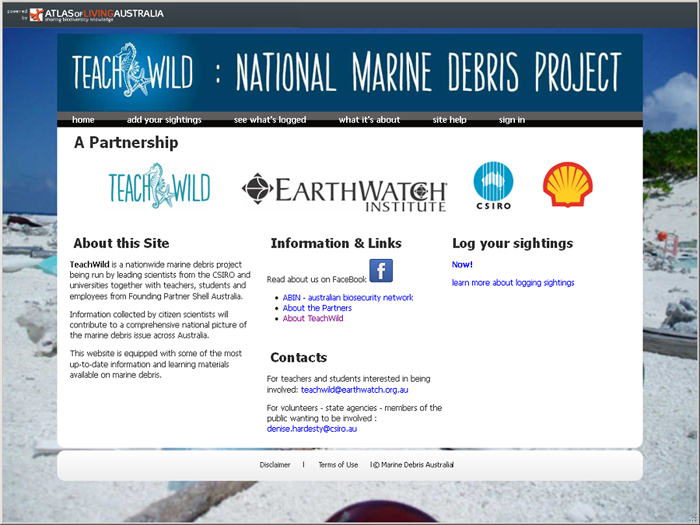 powered by
ATLAS OF LIVING AUSTRALIA
sharing biodiversity knowledge
TEACH WILD : NATIONAL MARINE DEBRIS PROJECT
home add your sightings see what's logged what it's about site help sign in
A Partnership
TEACH WILD
EARTHWATCH
INSTITUTE
CSIRO
About this Site
TeachWild is a nationwide marine debris project
being run by leading scientists from the CSIRO and
universities together with teachers, students and
employees from Founding Partner Shell Australia.
Information collected by citizen scientists will
contribute to a comprehensive national picture of
the marine debris issue across Australia.
This website is equipped with some of the most
up-to-date information and learning materials
available on marine debris.
Information & Links
Read about us on FaceBook f
ABIN - australian biosecurity network
About the Partners
About TeachWild
Contacts
For teachers and students interested in being
involved: teachwild@earthwatch.org.au
For volunteers - state agencies - members of the
public wanting to be involved :
denise.hardesty@csiro.au
Log your sightings
Now!
learn more about logging sightings
Disclaimer | Terms of Use | © Marine Debris Australia